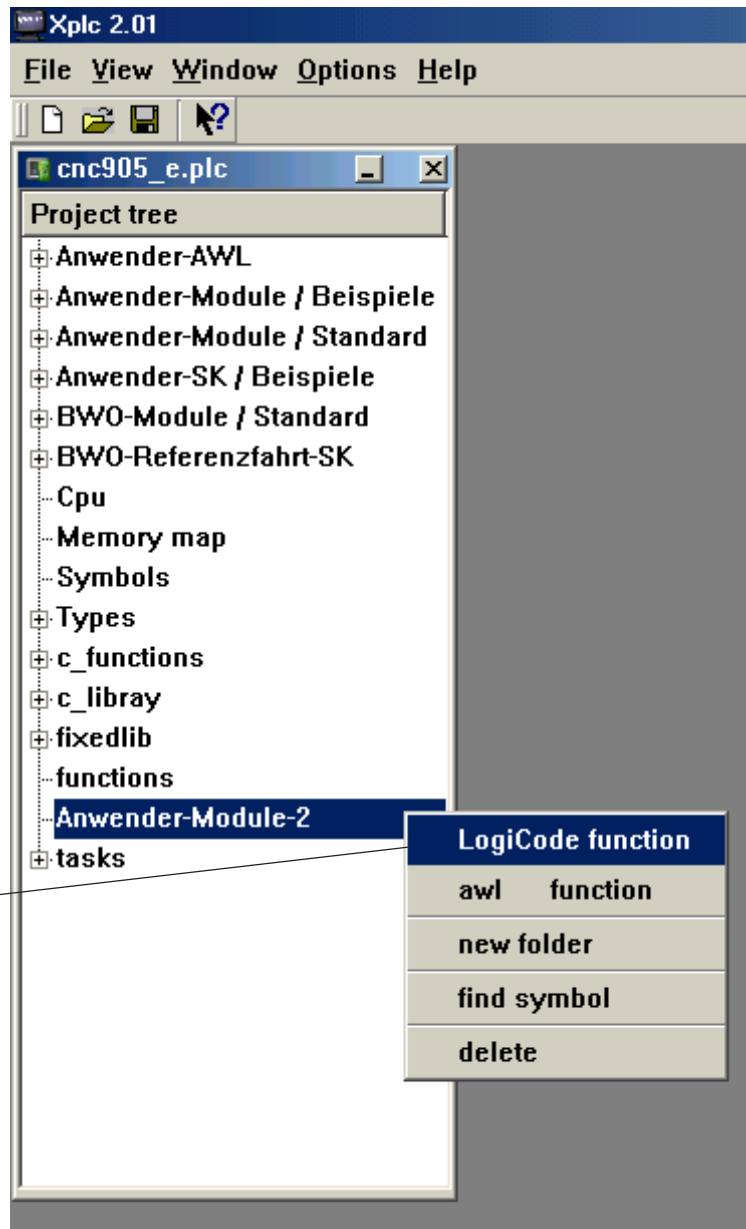 Xplc 2.01
File View Window Options Help
cnc905_e.plc
Project tree
Anwender-AWL
Anwender-Module / Beispiele
Anwender-Module / Standard
Anwender-SK / Beispiele
BWO-Module / Standard
BWO-Referenzfahrt-SK
Cpu
Memory map
Symbols
Types
c_functions
c_libray
fixedlib
functions
Anwender-Module-2
tasks
LogiCode function
awl function
new folder
find symbol
delete